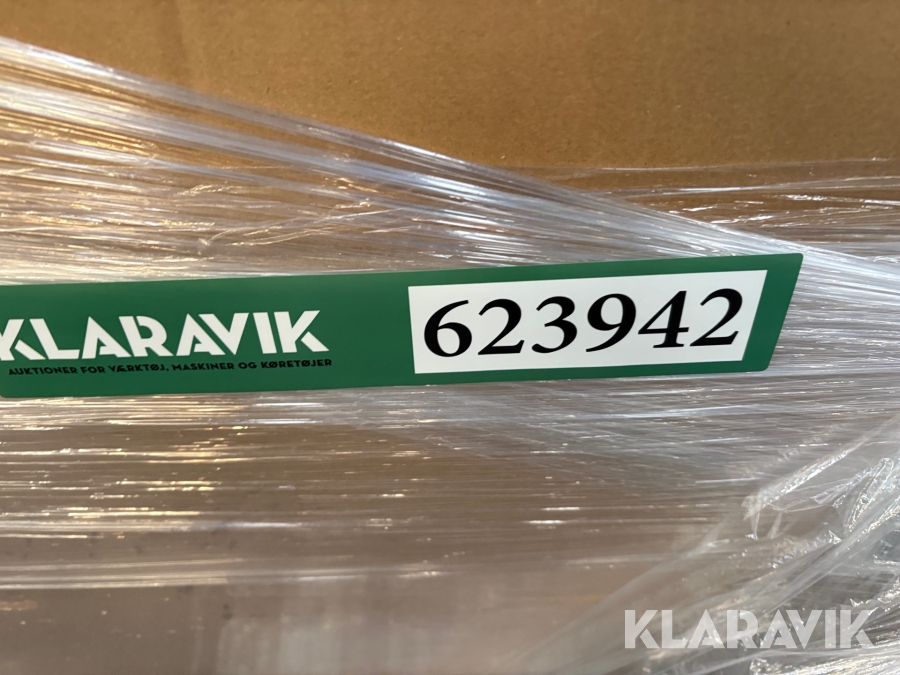 KLARAVIK
AUKTIONER FOR VÆRKTØJ, MASKINER OG KØRETØJER
623942
KLARAVIK